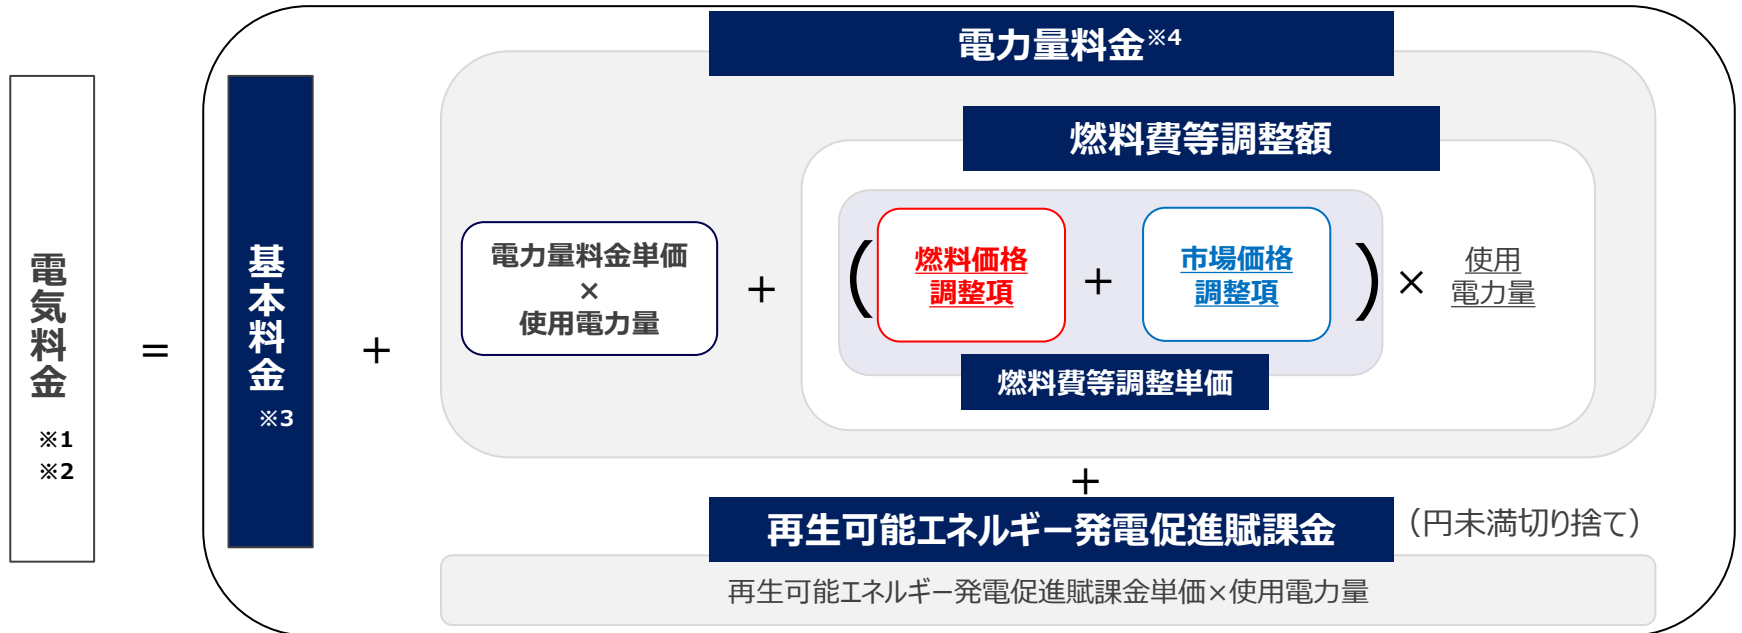 電気料金
※1
※2
=
基本料金
※3
+
電力量料金※4
電力量料金単価
×
使用電力量
+
燃料費等調整額
(
燃料価格
調整項
+
市場価格
調整項
)
燃料費等調整単価
×
使用
電力量
+
再生可能エネルギー発電促進賦課金
(円未満切り捨て)
再生可能エネルギー発電促進賦課金単価×使用電力量